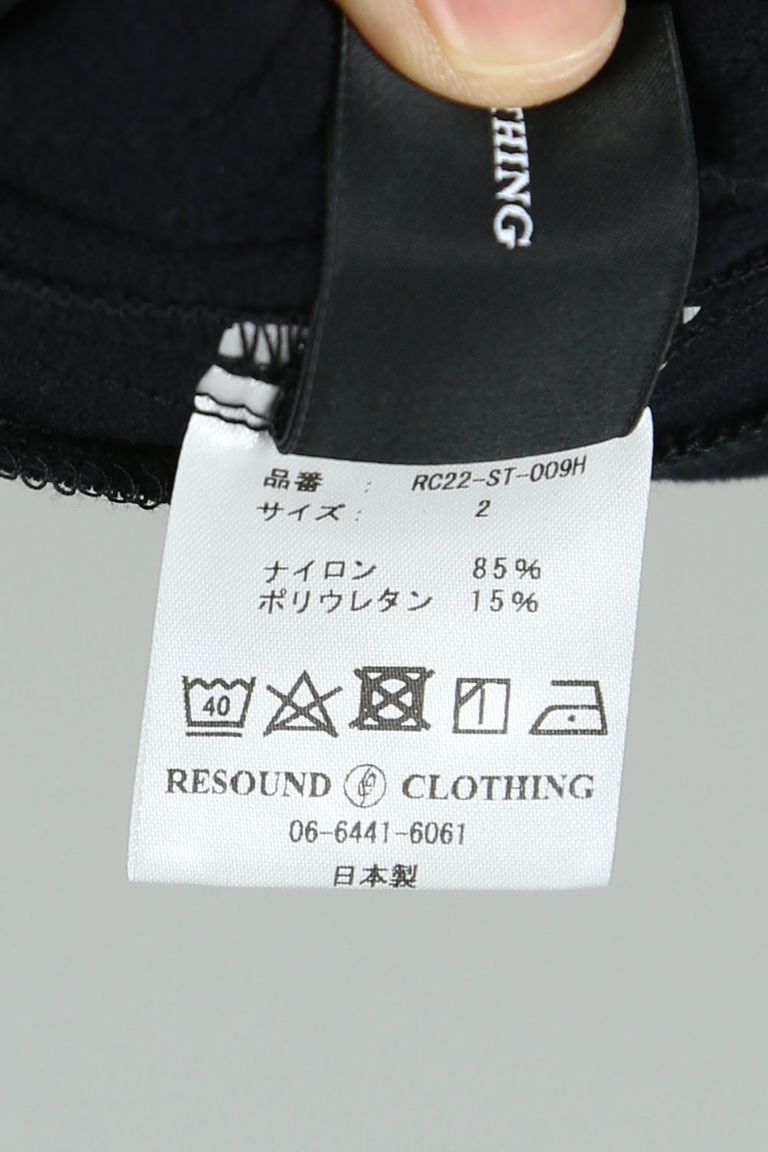 THING
品番 : RC22-ST-009H
サイズ : 2
ナイロン 85%
ポリウレタン 15%
40
RESOUND CLOTHING
06-6441-6061
日本製